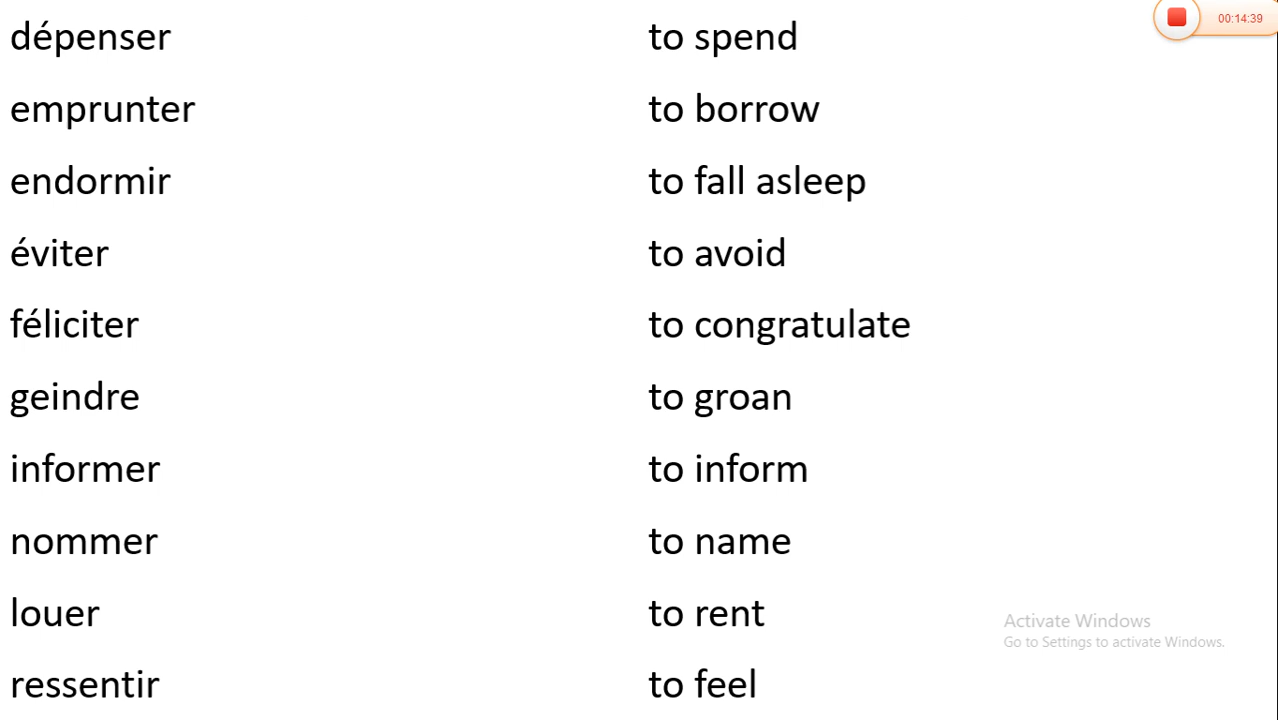 00:14:39
dépenser to spend
emprunter to borrow
endormir to fall asleep
éviter to avoid
féliciter to congratulate
geindre to groan
informer to inform
nommer to name
louer to rent
Activate Windows
Go to Settings to activate Windows.
ressentir to feel